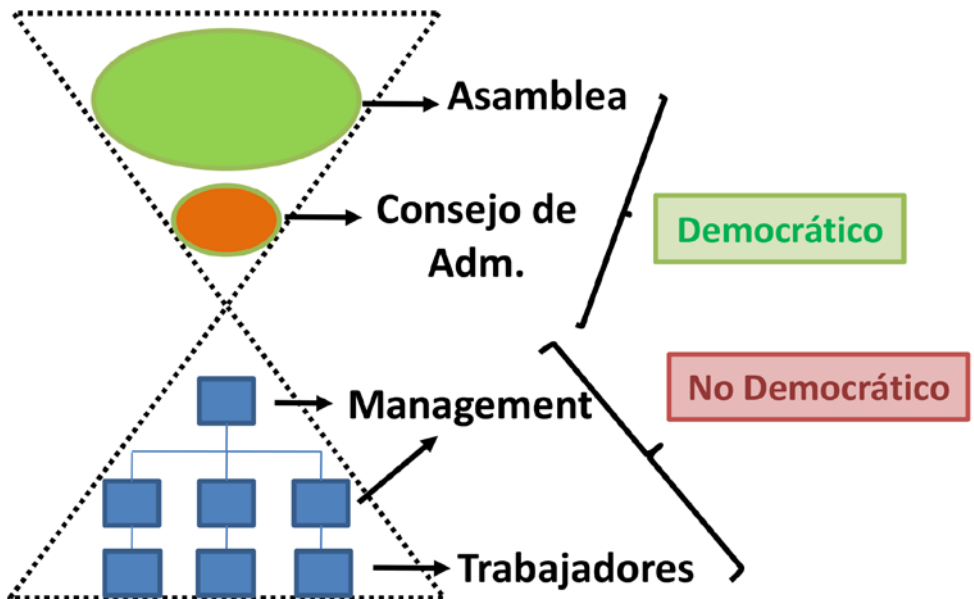 Asamblea
Consejo de
Adm.
Democrático
Management
No Democrático
Trabajadores